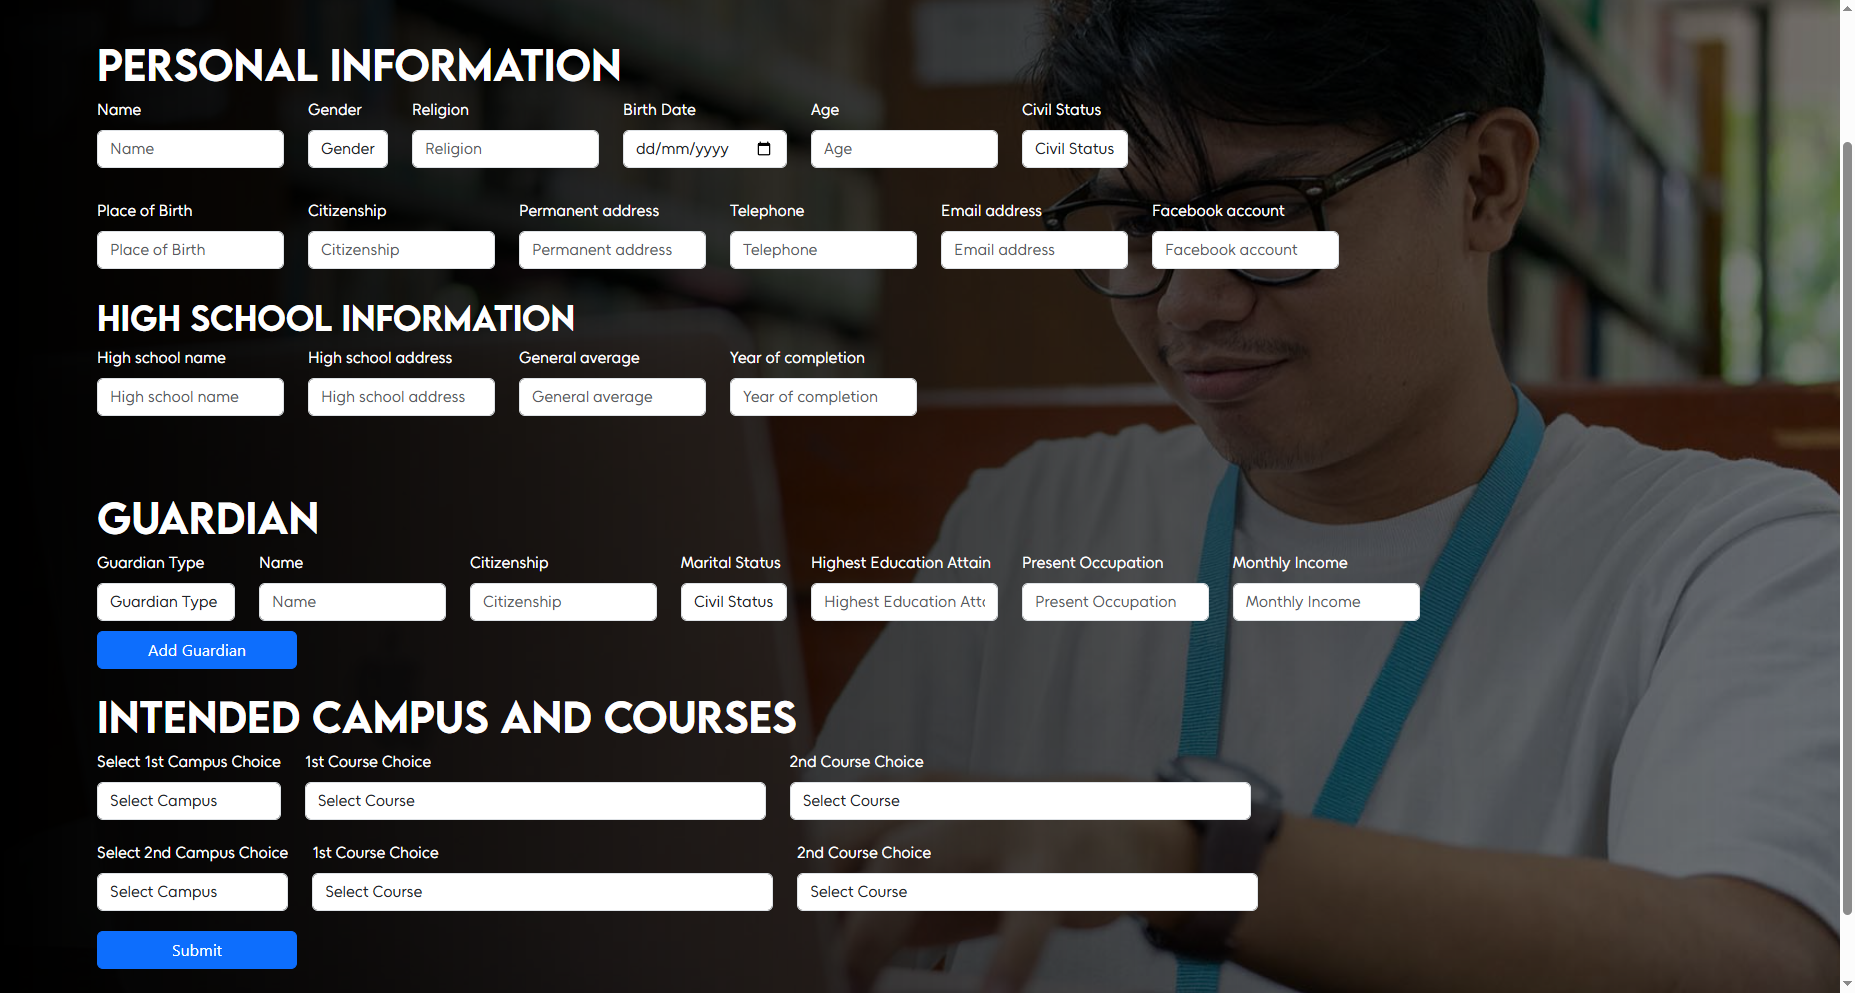 PERSONAL INFORMATION
Name Gender Religion Birth Date Age Civil Status
Name Gender Religion dd/mm/yyyy Age Civil Status
Place of Birth Citizenship Permanent address Telephone Email address Facebook account
Place of Birth Citizenship Permanent address Telephone Email address Facebook account
HIGH SCHOOL INFORMATION
High school name High school address General average Year of completion
High school name High school address General average Year of completion
GUARDIAN
Guardian Type Name Citizenship Marital Status Highest Education Attain Present Occupation Monthly Income
Guardian Type Name Citizenship Civil Status Highest Education Atta Present Occupation Monthly Income
Add Guardian
INTENDED CAMPUS AND COURSES
Select 1st Campus Choice 1st Course Choice 2nd Course Choice
Select Campus Select Course Select Course
Select 2nd Campus Choice 1st Course Choice 2nd Course Choice
Select Campus Select Course Select Course
Submit